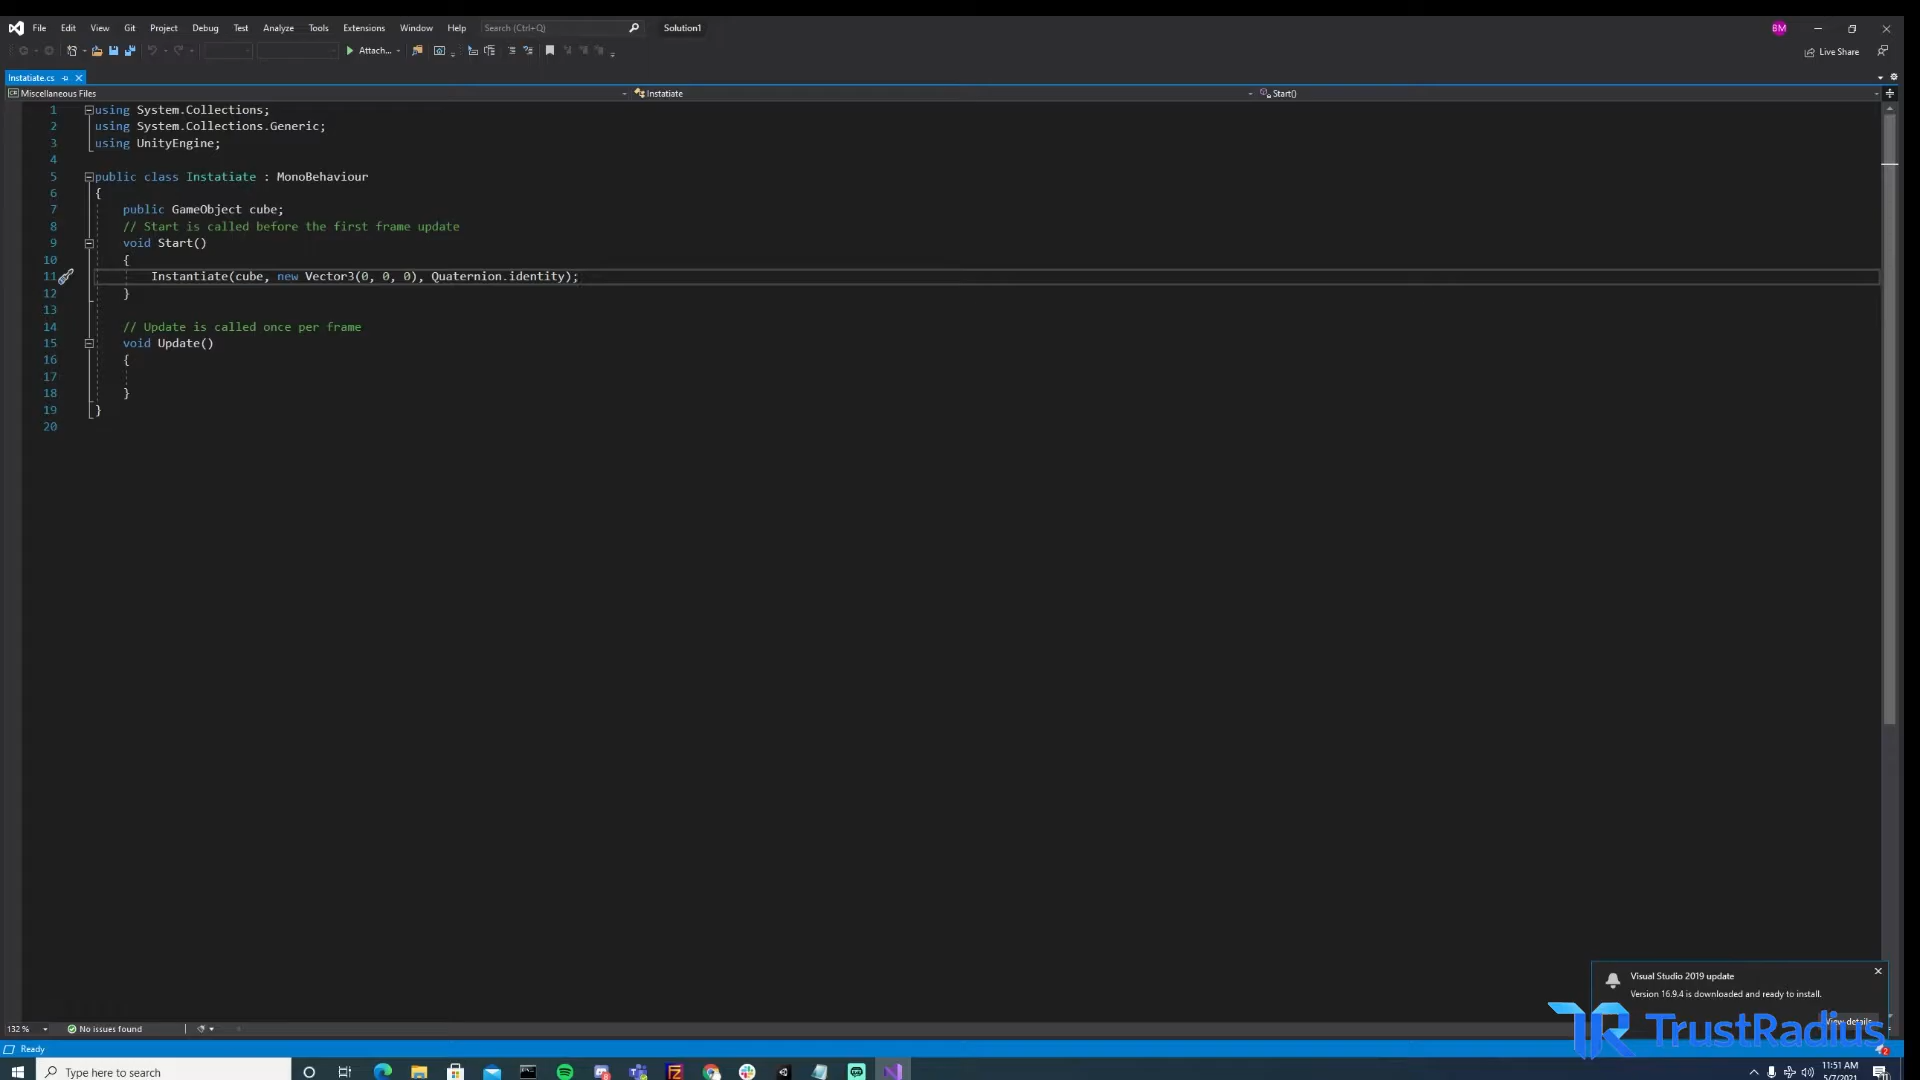 File Edit View Git Project Debug Test Analyze Tools Extensions Window Help Search (Ctrl+Q) Solution1 BM
Attach... Live Share
Instatiate.cs
Miscellaneous Files Instatiate Start()
1 using System.Collections;
2 using System.Collections.Generic;
3 using UnityEngine;
4
5 public class Instatiate : MonoBehaviour
6 {
7 public GameObject cube;
8 // Start is called before the first frame update
9 void Start()
10 {
11 Instantiate(cube, new Vector3(0, 0, 0), Quaternion.identity);
12 }
13
14 // Update is called once per frame
15 void Update()
16 {
17
18 }
19 }
20
Visual Studio 2019 update
Version 16.9.4 is downloaded and ready to install.
View details
TrustRadius
132 % No issues found
Ready 2
Type here to search 11:51 AM
5/7/2021